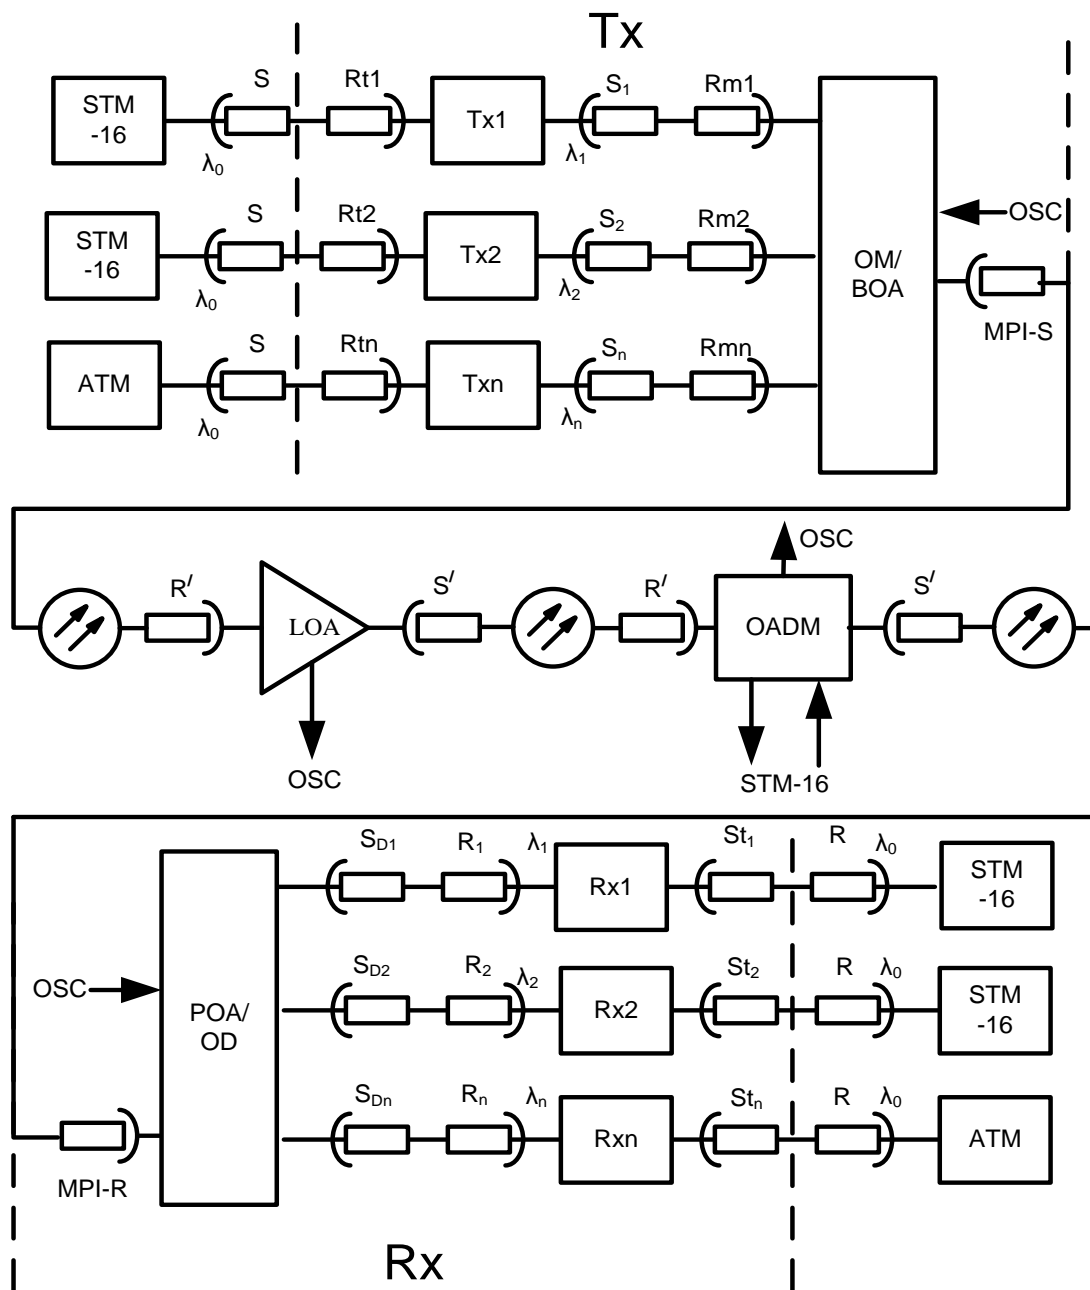 Tx
S Rt1 S₁ Rm1
STM
-16
Tx1
λ₀ λ₁
S Rt2 S₂ Rm2
OSC
STM
-16
Tx2
OM/
BOA
λ₀ λ₂
MPI-S
S Rtn Sₙ Rmn
ATM Txn
λ₀ λₙ
OSC
R′ S′ R′ S′
LOA OADM
OSC STM-16
S_D1 R₁ λ₁ St₁ R λ₀
Rx1
STM
-16
S_D2 R₂ λ₂ St₂ R λ₀
OSC
POA/
OD
Rx2
STM
-16
S_Dn Rₙ λₙ Stₙ R λ₀
Rxn ATM
MPI-R
Rx